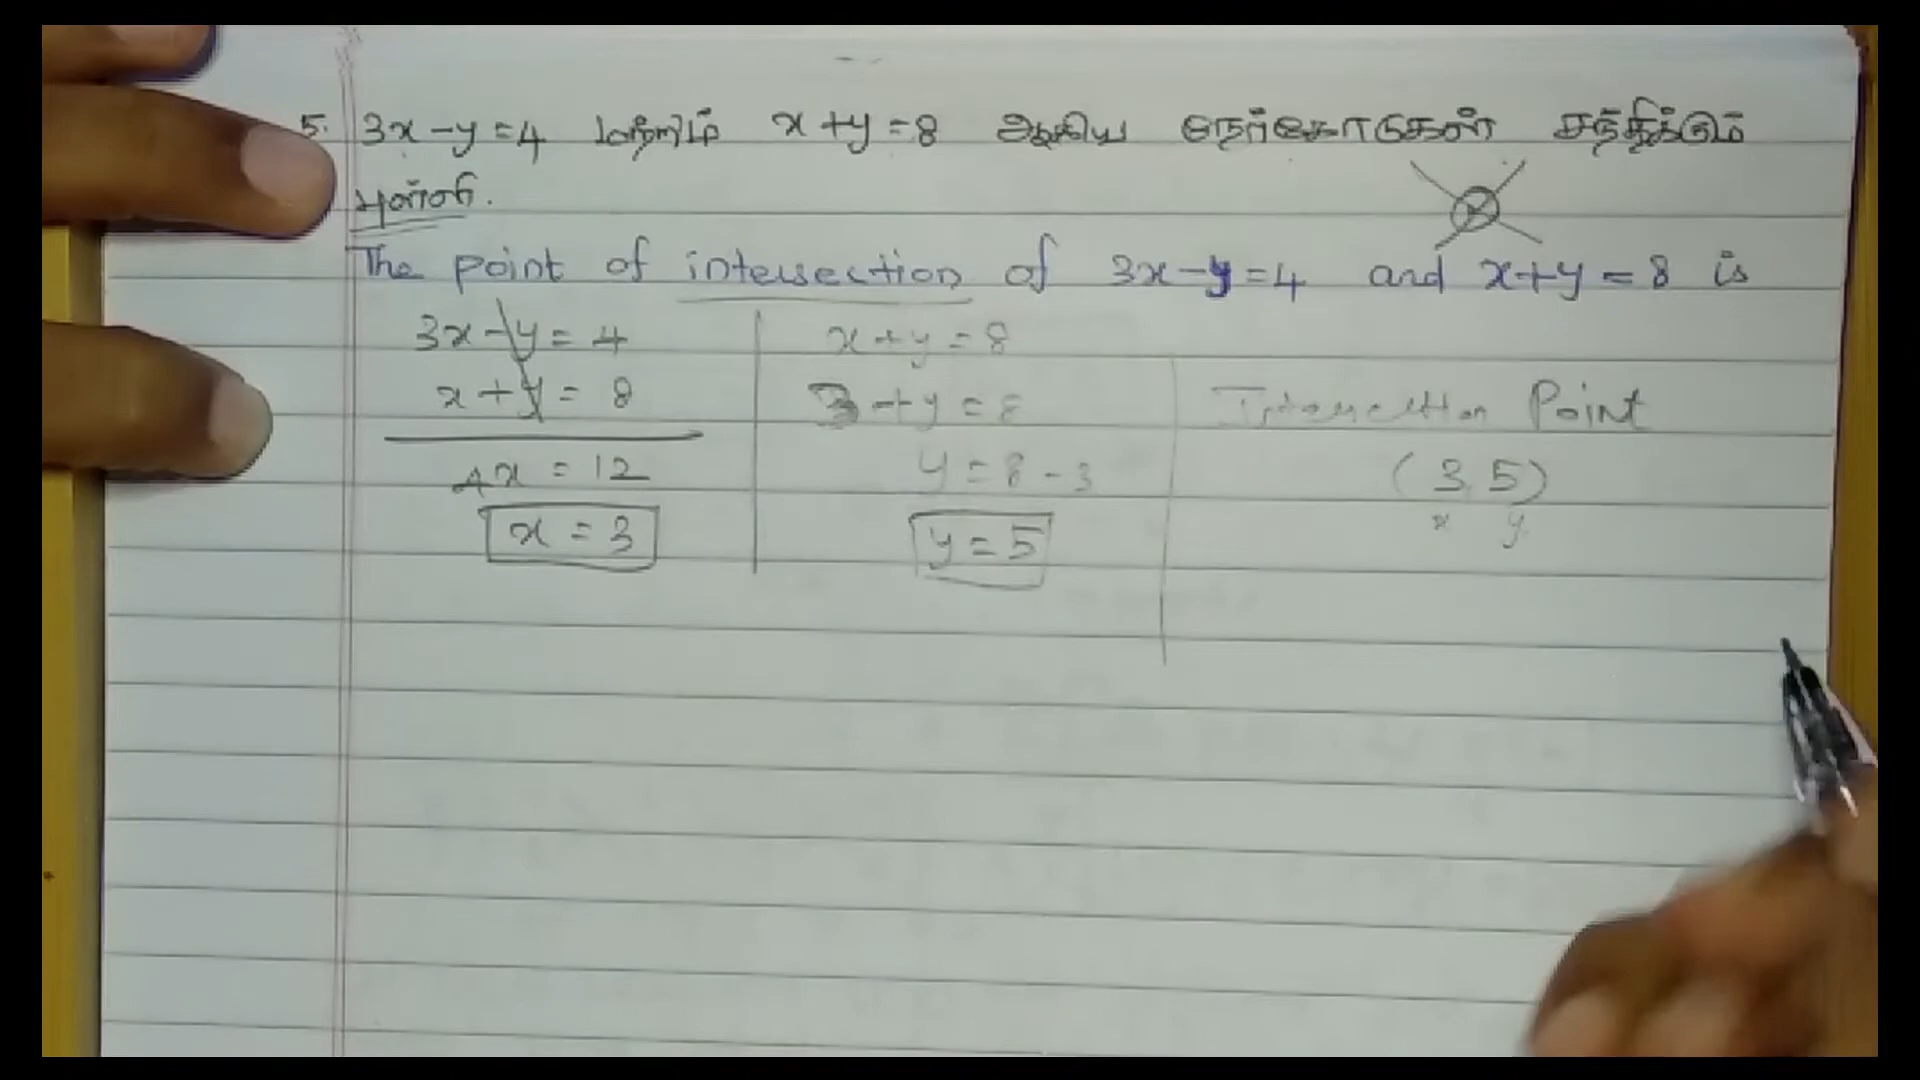 5. 3x-y=4 மற்றும் x+y=8 ஆகிய நேர்கோடுகள் சந்திக்கும்
புள்ளி.
The point of intersection of 3x-y=4 and x+y=8 is
3x-y=4
x+y=8
4x=12
x=3
x+y=8
3+y=8
y=8-3
y=5
Intersection Point
(3,5)
x y